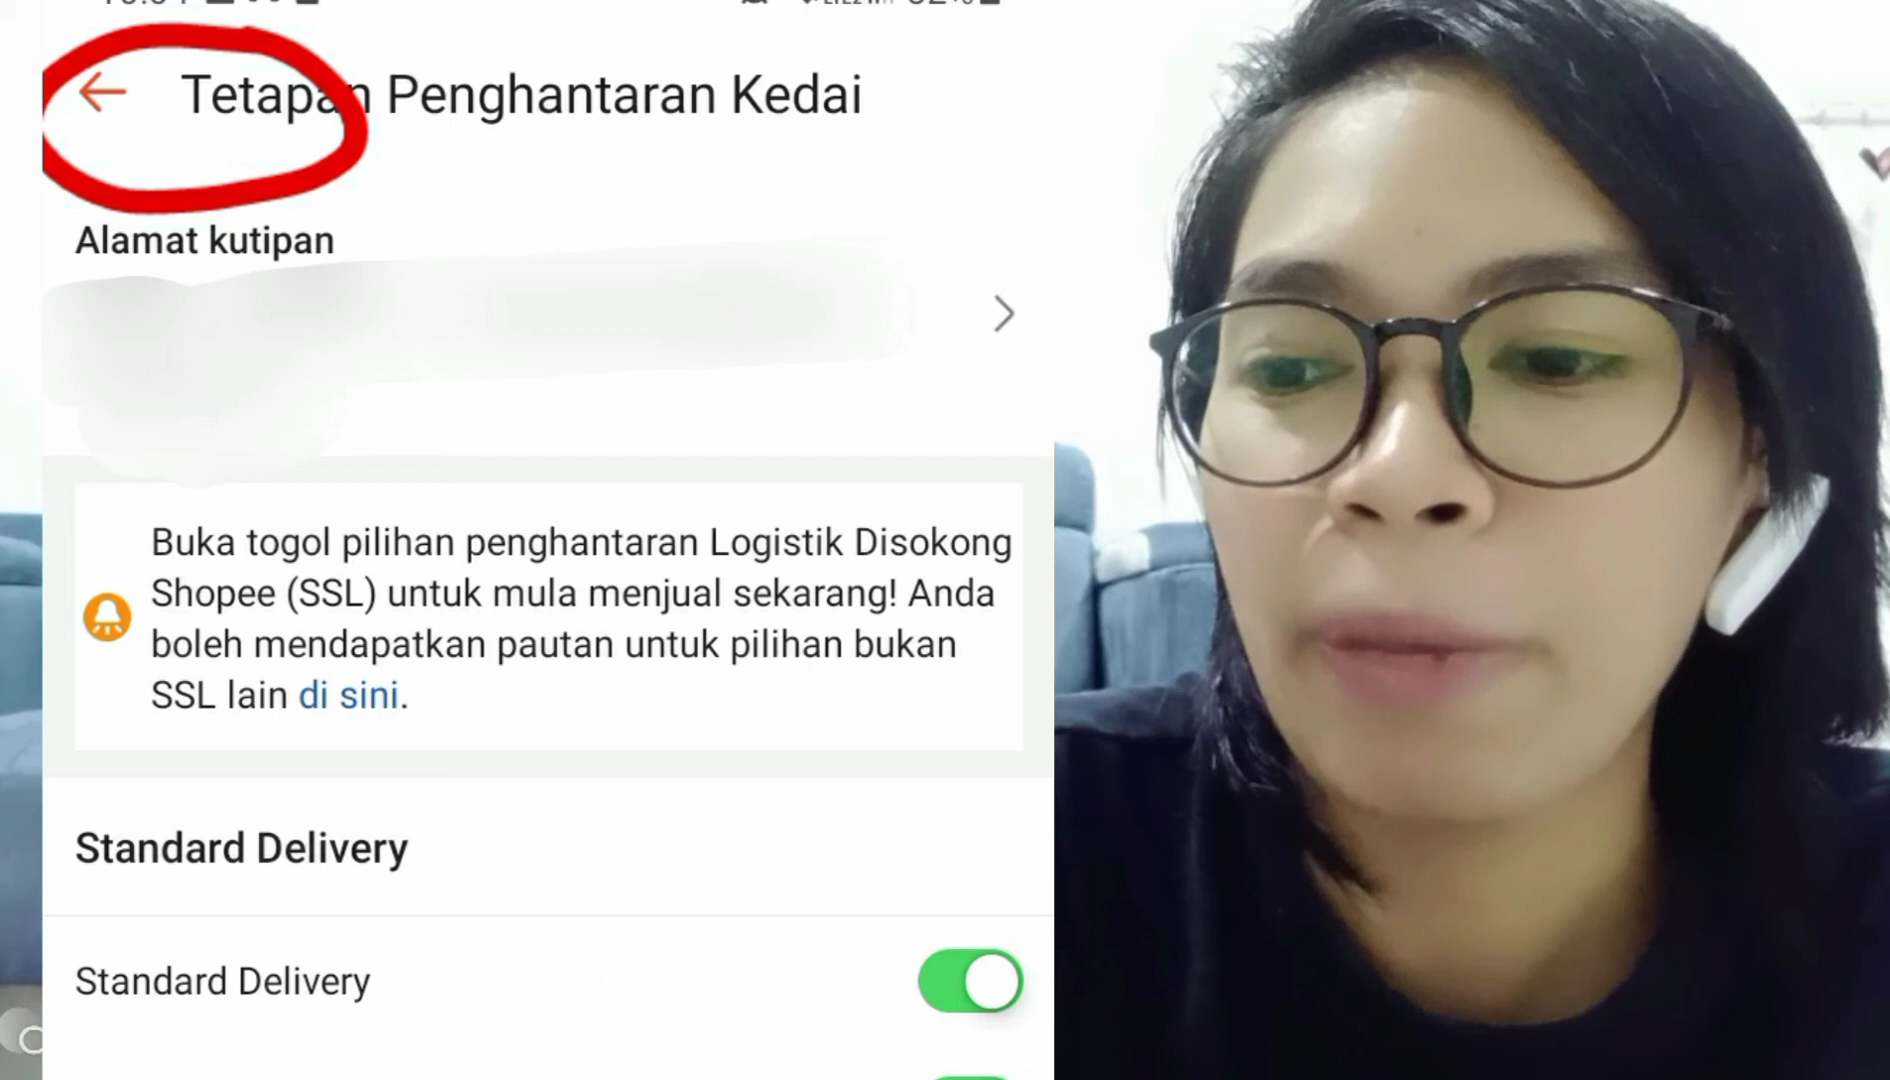 Tetapan Penghantaran Kedai
Alamat kutipan
Buka togol pilihan penghantaran Logistik Disokong
Shopee (SSL) untuk mula menjual sekarang! Anda
boleh mendapatkan pautan untuk pilihan bukan
SSL lain di sini.
Standard Delivery
Standard Delivery